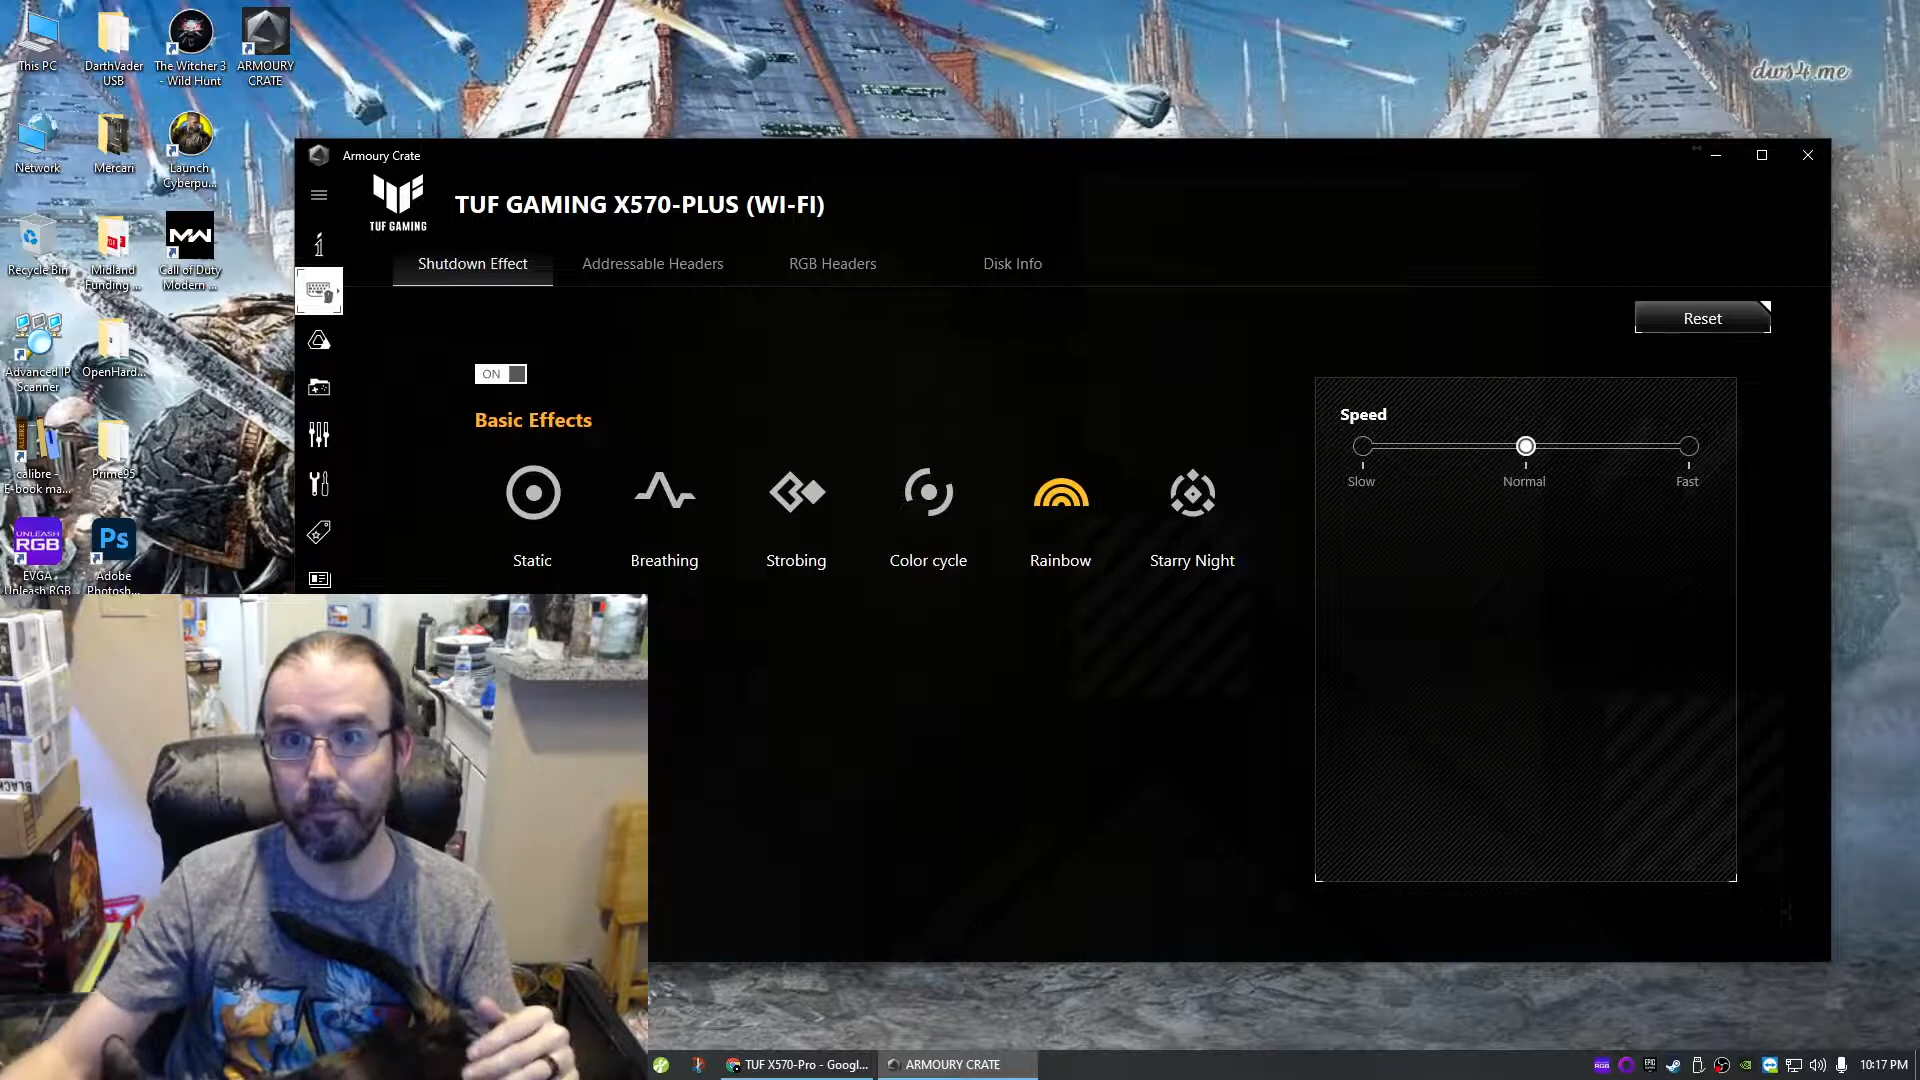 This PC
DarthVader
USB
The Witcher 3
- Wild Hunt
ARMOURY
CRATE
dws4.me
Network
Mercari
Launch
Cyberpu...
Recycle Bin
Midland
Funding ...
MW
Call of Duty
Modern ...
Advanced IP
Scanner
OpenHard...
calibre -
E-book ma...
Prime95
UNLEASH
RGB
EVGA
Unleash RGB
Ps
Adobe
Photosh...
Armoury Crate
TUF GAMING
TUF GAMING X570-PLUS (WI-FI)
Shutdown Effect
Addressable Headers
RGB Headers
Disk Info
Reset
ON
Basic Effects
Static
Breathing
Strobing
Color cycle
Rainbow
Starry Night
Speed
Slow
Normal
Fast
TUF X570-Pro - Googl...
ARMOURY CRATE
10:17 PM